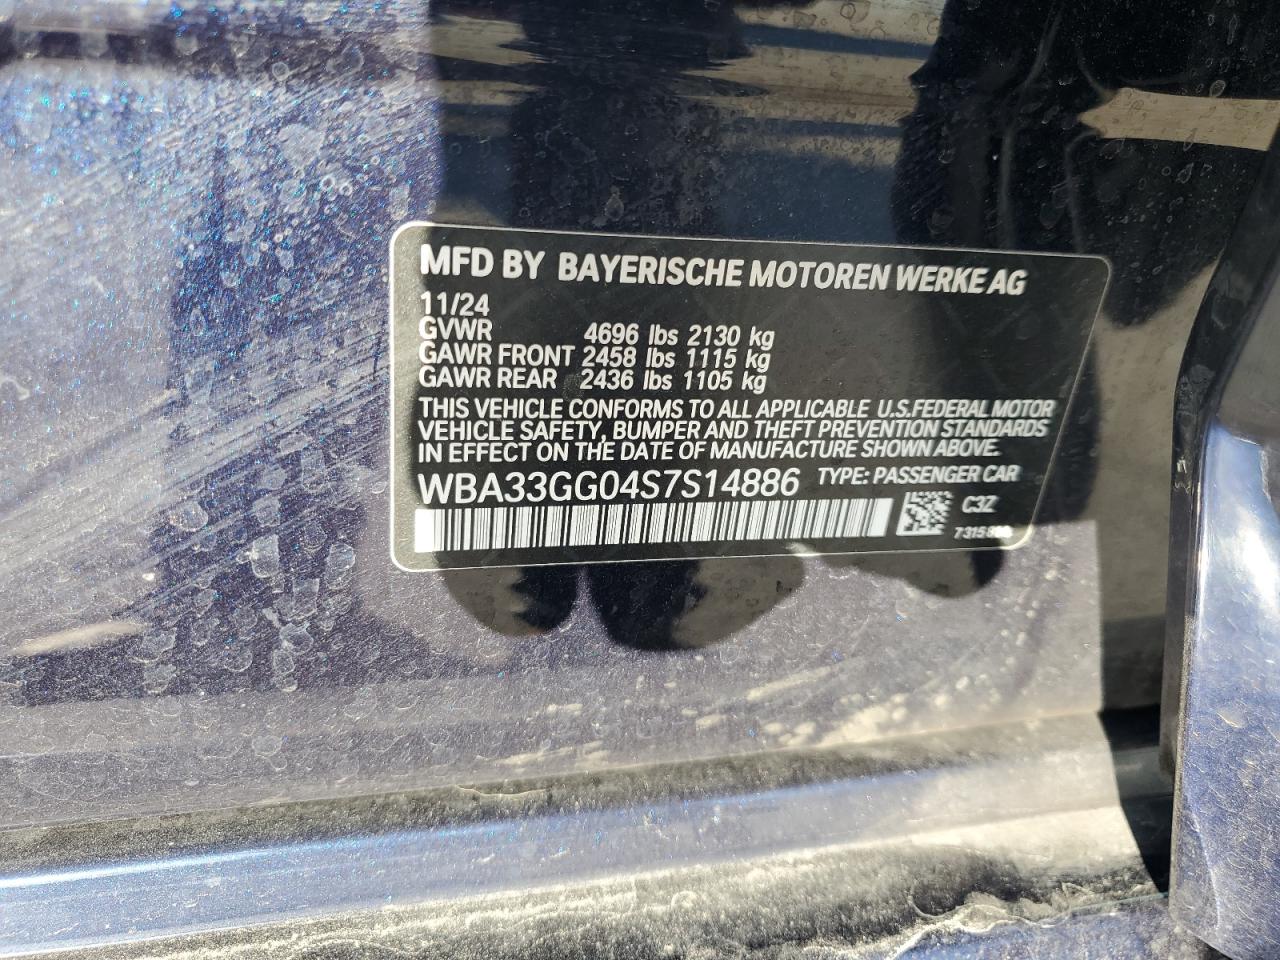 MFD BY BAYERISCHE MOTOREN WERKE AG
11/24
GVWR 4696 lbs 2130 kg
GAWR FRONT 2458 lbs 1115 kg
GAWR REAR 2436 lbs 1105 kg
THIS VEHICLE CONFORMS TO ALL APPLICABLE U.S.FEDERAL MOTOR
VEHICLE SAFETY, BUMPER AND THEFT PREVENTION STANDARDS
IN EFFECT ON THE DATE OF MANUFACTURE SHOWN ABOVE.
WBA33GG04S7S14886 TYPE: PASSENGER CAR
C3Z
7315